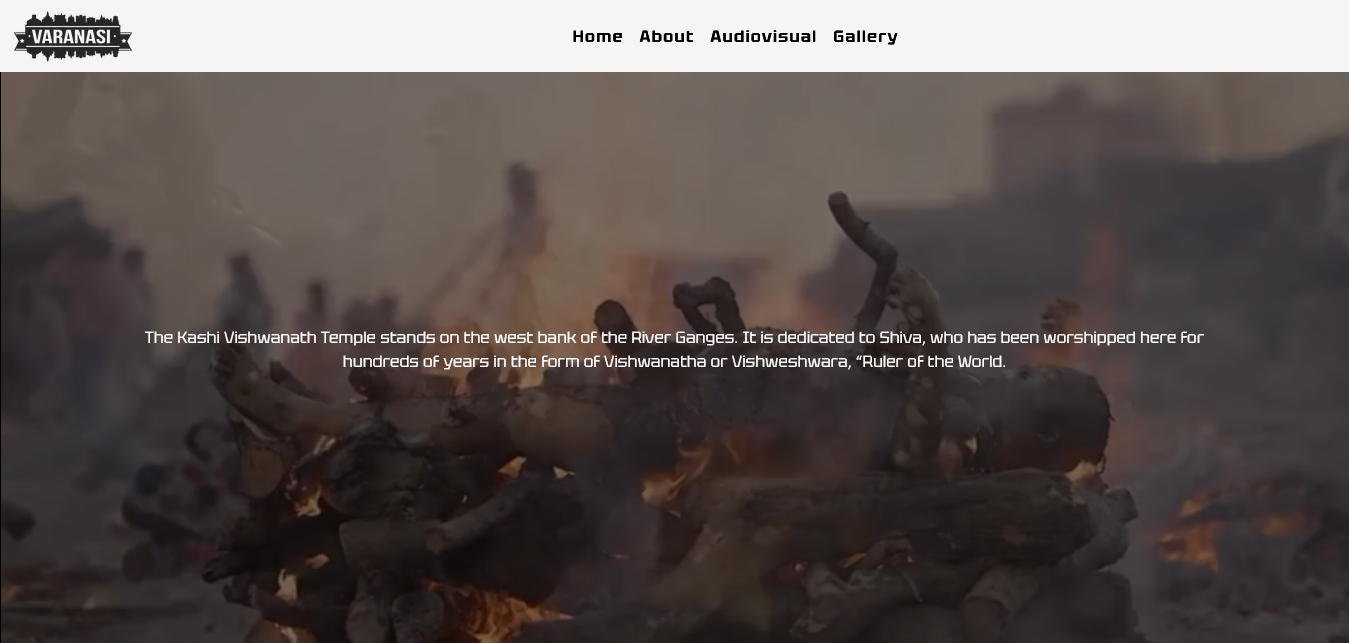 VARANASI
Home About Audiovisual Gallery
The Kashi Vishwanath Temple stands on the west bank of the River Ganges. It is dedicated to Shiva, who has been worshipped here for
hundreds of years in the form of Vishwanatha or Vishweshwara, “Ruler of the World.